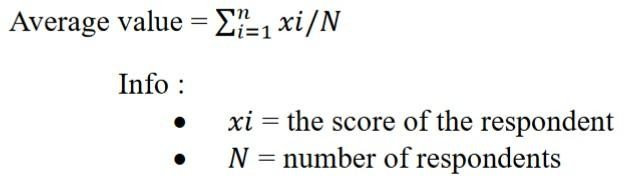 Average value = ∑ⁿᵢ₌₁ xi/N
Info :
• xi = the score of the respondent
• N = number of respondents